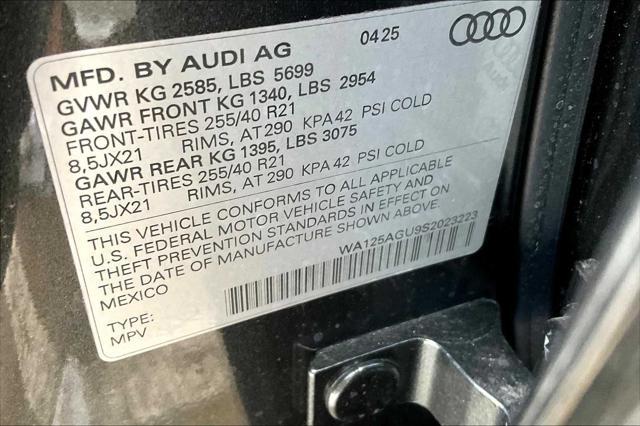 MFD. BY AUDI AG 04 25
GVWR KG 2585, LBS 5699
GAWR FRONT KG 1340, LBS 2954
FRONT-TIRES 255/40 R21
8,5JX21 RIMS, AT 290 KPA 42 PSI COLD
GAWR REAR KG 1395, LBS 3075
REAR-TIRES 255/40 R21
8,5JX21 RIMS, AT 290 KPA 42 PSI COLD
THIS VEHICLE CONFORMS TO ALL APPLICABLE
U.S. FEDERAL MOTOR VEHICLE SAFETY AND
THEFT PREVENTION STANDARDS IN EFFECT ON
THE DATE OF MANUFACTURE SHOWN ABOVE.
MEXICO WA125AGU9S2023223
TYPE:
MPV